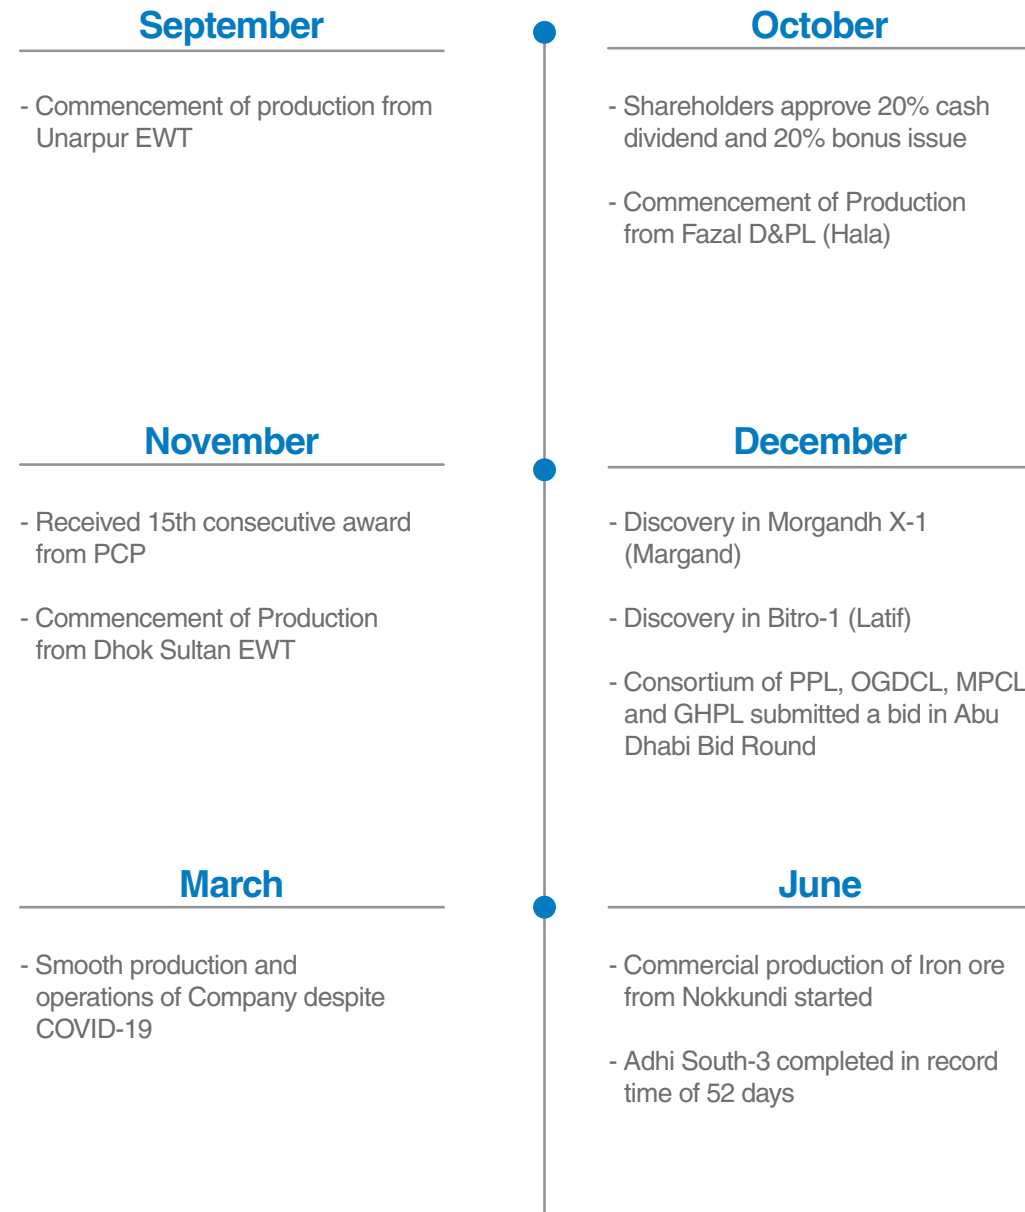 September
- Commencement of production from
Unarpur EWT
October
- Shareholders approve 20% cash
dividend and 20% bonus issue
- Commencement of Production
from Fazal D&PL (Hala)
November
- Received 15th consecutive award
from PCP
- Commencement of Production
from Dhok Sultan EWT
December
- Discovery in Morgandh X-1
(Margand)
- Discovery in Bitro-1 (Latif)
- Consortium of PPL, OGDCL, MPCL
and GHPL submitted a bid in Abu
Dhabi Bid Round
March
- Smooth production and
operations of Company despite
COVID-19
June
- Commercial production of Iron ore
from Nokkundi started
- Adhi South-3 completed in record
time of 52 days